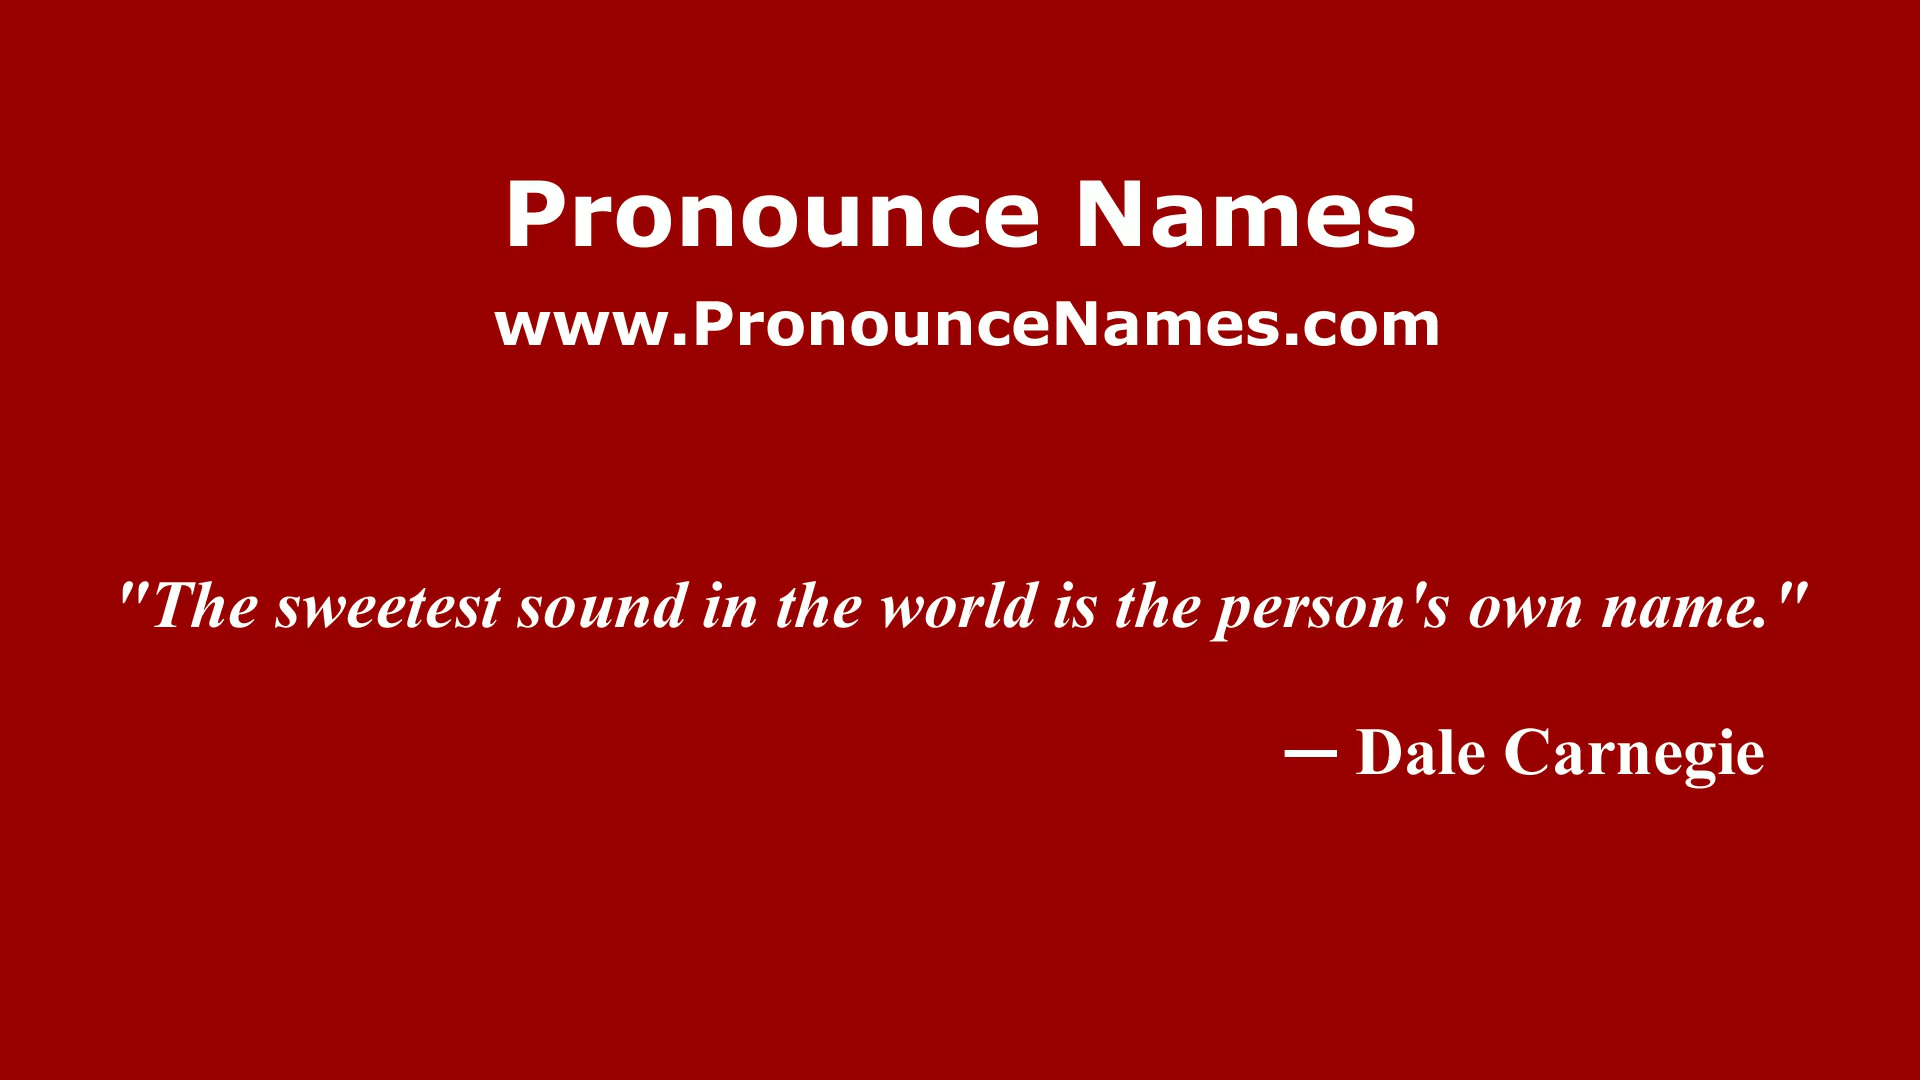 Pronounce Names
www.PronounceNames.com
"The sweetest sound in the world is the person's own name."
— Dale Carnegie